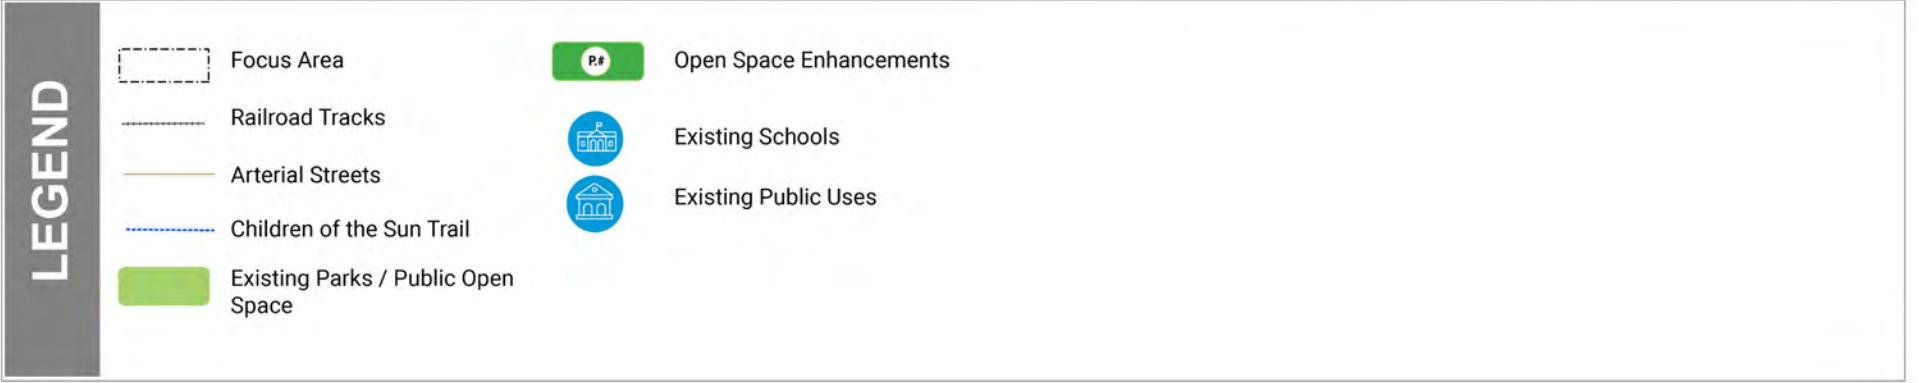 LEGEND
Focus Area
Railroad Tracks
Arterial Streets
Children of the Sun Trail
Existing Parks / Public Open
Space
P.#
Open Space Enhancements
Existing Schools
Existing Public Uses